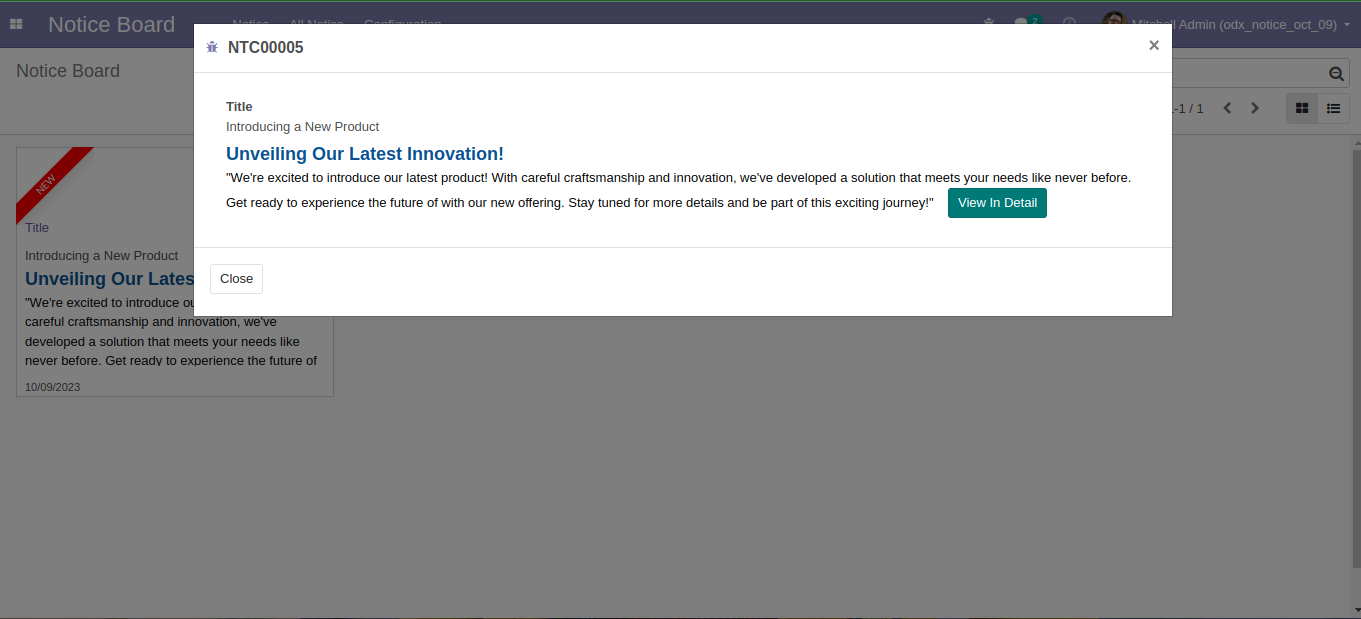 Notice Board
Notice All Notice Configuration
2
Mitchell Admin (odx_notice_oct_09)
NTC00005
×
Notice Board
-1 / 1
Title
Introducing a New Product
Unveiling Our Latest Innovation!
"We're excited to introduce our latest product! With careful craftsmanship and innovation, we've developed a solution that meets your needs like never before.
Get ready to experience the future of with our new offering. Stay tuned for more details and be part of this exciting journey!" View In Detail
Close
NEW
Title
Introducing a New Product
Unveiling Our Lates
"We're excited to introduce ou
careful craftsmanship and innovation, we've
developed a solution that meets your needs like
never before. Get ready to experience the future of
10/09/2023